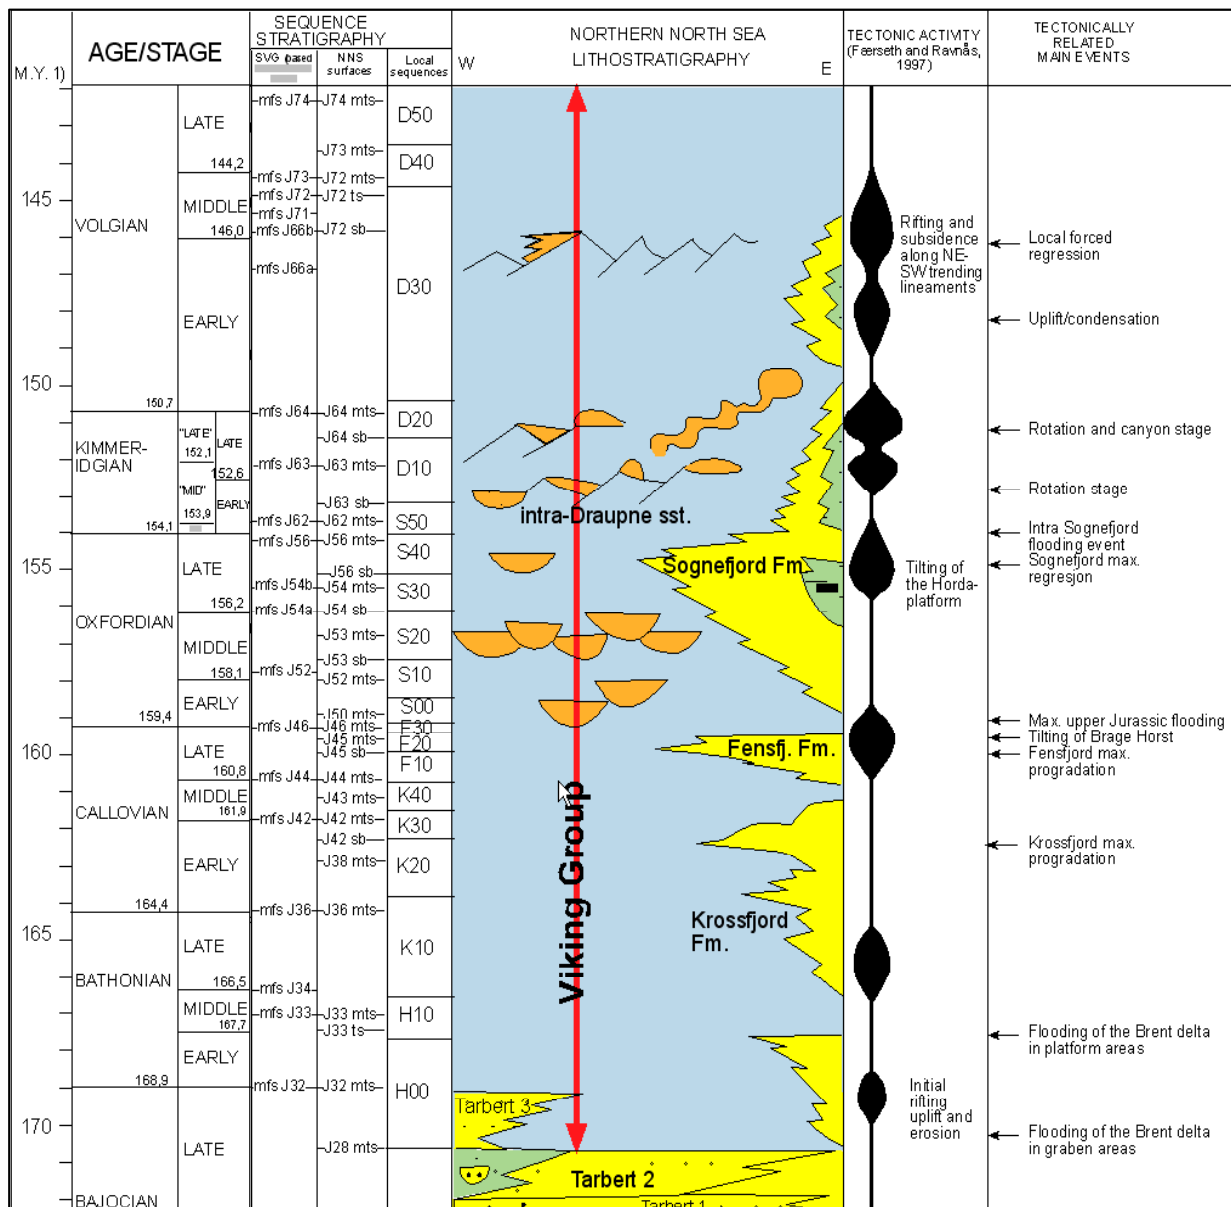 M.Y. 1)
AGE/STAGE
SEQUENCE
STRATIGRAPHY
SVG (based
NNS
surfaces
Local
sequences
W
NORTHERN NORTH SEA
LITHOSTRATIGRAPHY
E
TECTONIC ACTIVITY
(Færseth and Ravnås,
1997)
TECTONICALLY
RELATED
MAIN EVENTS
145
150
155
160
165
170
VOLGIAN
LATE
144,2
MIDDLE
146,0
EARLY
150,7
KIMMER-
IDGIAN
"LATE"
152,1
LATE
152,6
"MID"
153,9
EARLY
154,1
OXFORDIAN
LATE
156,2
MIDDLE
158,1
EARLY
159,4
CALLOVIAN
LATE
160,8
MIDDLE
161,9
EARLY
164,4
BATHONIAN
LATE
166,5
MIDDLE
167,7
EARLY
168,9
LATE
BAJOCIAN
mfs J74
mfs J73
mfs J72
mfs J71
mfs J66b
mfs J66a
mfs J64
mfs J63
mfs J62
mfs J56
mfs J54b
mfs J54a
mfs J52
mfs J46
mfs J44
mfs J42
mfs J36
mfs J34
mfs J33
mfs J32
J74 mts
J73 mts
J72 mts
J72 ts
J72 sb
J64 mts
J64 sb
J63 mts
J63 sb
J62 mts
J56 mts
J56 sb
J54 mts
J54 sb
J53 mts
J53 sb
J52 mts
J50 mts
J46 mts
J45 mts
J45 sb
J44 mts
J43 mts
J42 mts
J42 sb
J38 mts
J36 mts
J33 mts
J33 ts
J32 mts
J28 mts
D50
D40
D30
D20
D10
S50
S40
S30
S20
S10
S00
F30
F20
F10
K40
K30
K20
K10
H10
H00
intra-Draupne sst.
Sognefjord Fm.
Fensfj. Fm.
Krossfjord
Fm.
Viking Group
Tarbert 3
Tarbert 2
Tarbert 1
Rifting and
subsidence
along NE-
SW trending
lineaments
Tilting of
the Horda-
platform
Initial
rifting
uplift and
erosion
Local forced
regression
Uplift/condensation
Rotation and canyon stage
Rotation stage
Intra Sognefjord
flooding event
Sognefjord max.
regresjon
Max. upper Jurassic flooding
Tilting of Brage Horst
Fensfjord max.
progradation
Krossfjord max.
progradation
Flooding of the Brent delta
in platform areas
Flooding of the Brent delta
in graben areas